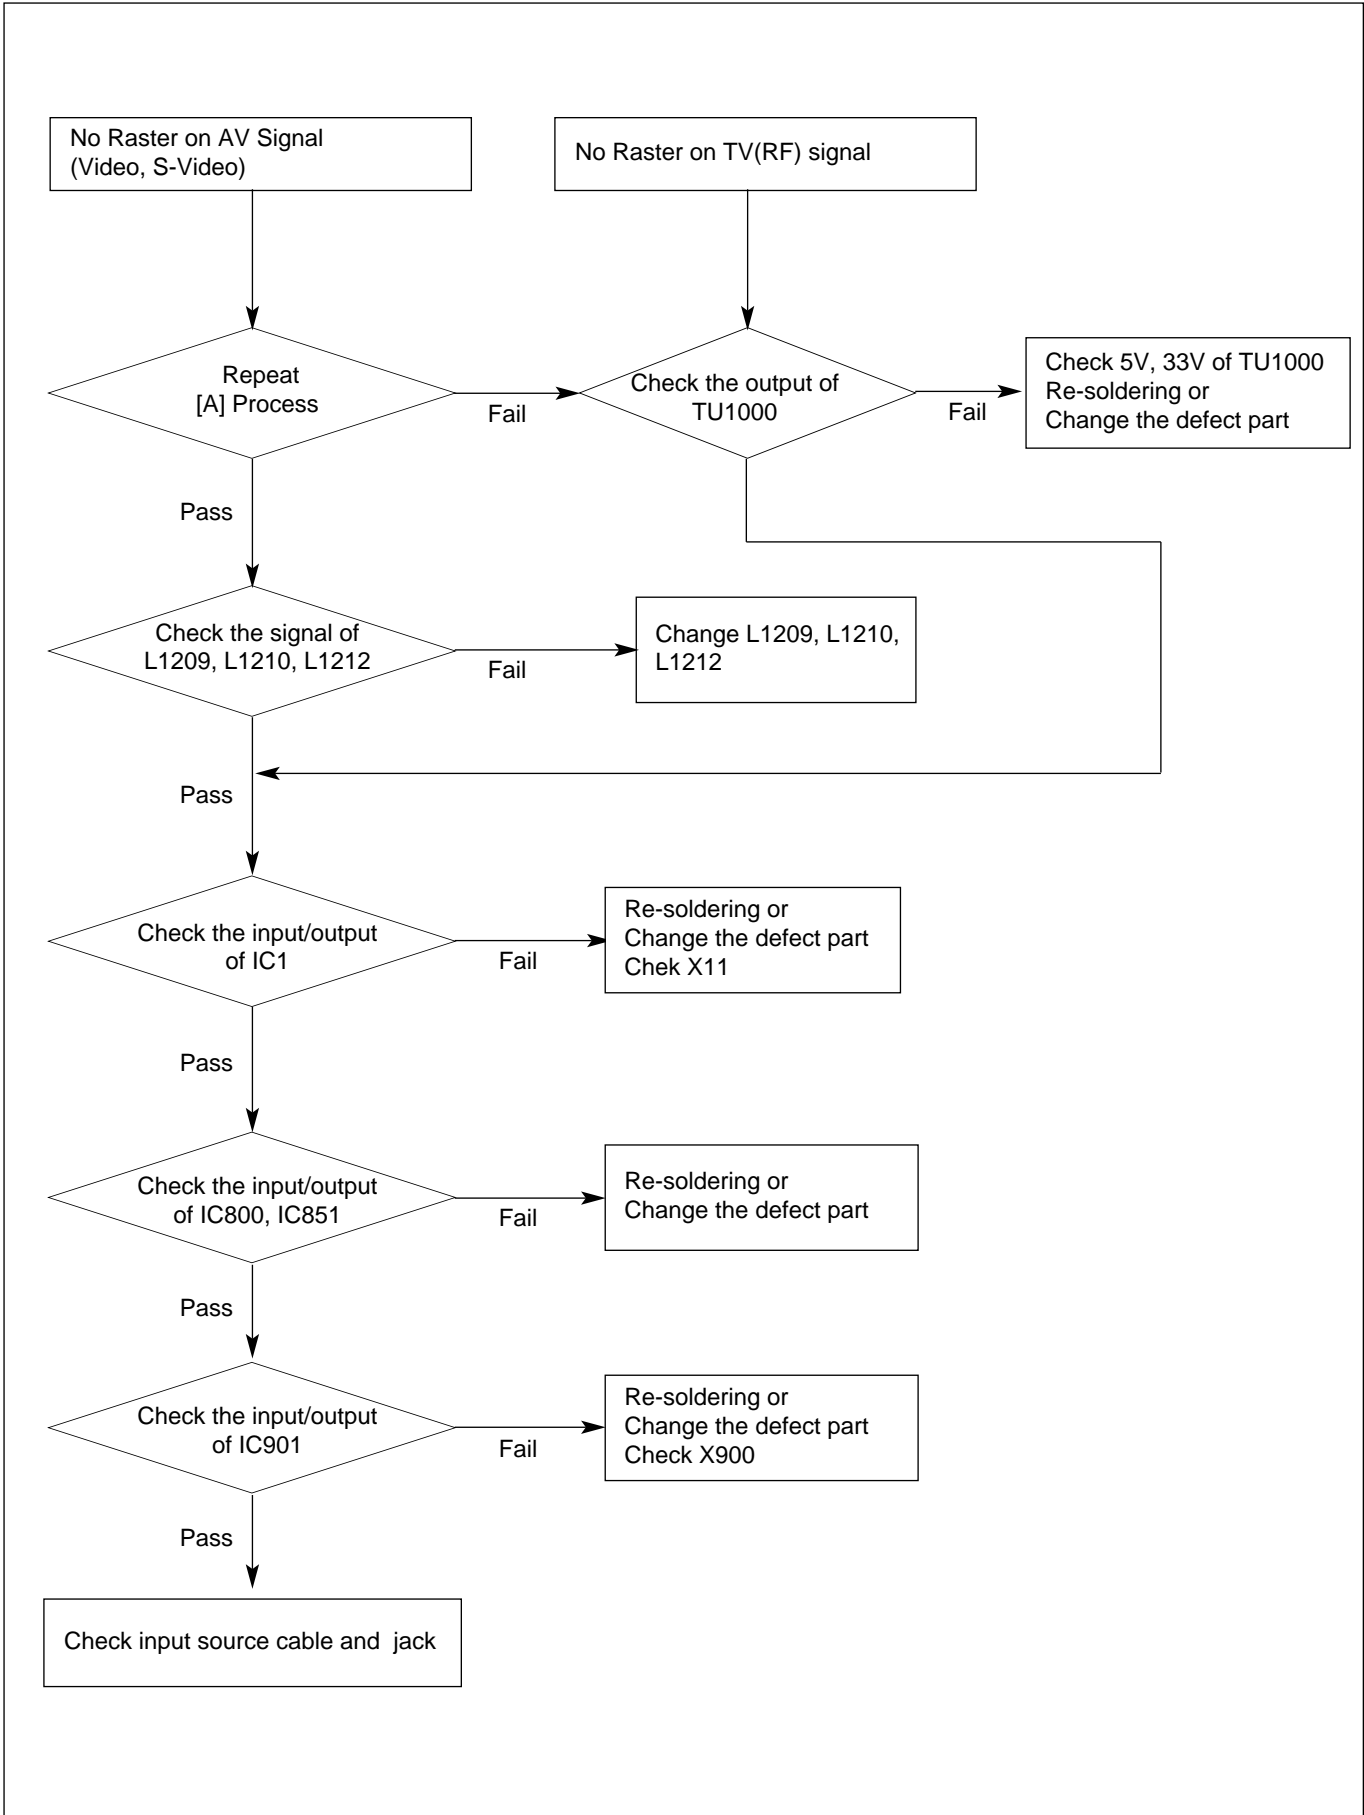 No Raster on AV Signal
(Video, S-Video)
No Raster on TV(RF) signal
Repeat
[A] Process
Fail
Check the output of
TU1000
Fail
Check 5V, 33V of TU1000
Re-soldering or
Change the defect part
Pass
Check the signal of
L1209, L1210, L1212
Fail
Change L1209, L1210,
L1212
Pass
Check the input/output
of IC1
Fail
Re-soldering or
Change the defect part
Chek X11
Pass
Check the input/output
of IC800, IC851
Fail
Re-soldering or
Change the defect part
Pass
Check the input/output
of IC901
Fail
Re-soldering or
Change the defect part
Check X900
Pass
Check input source cable and  jack